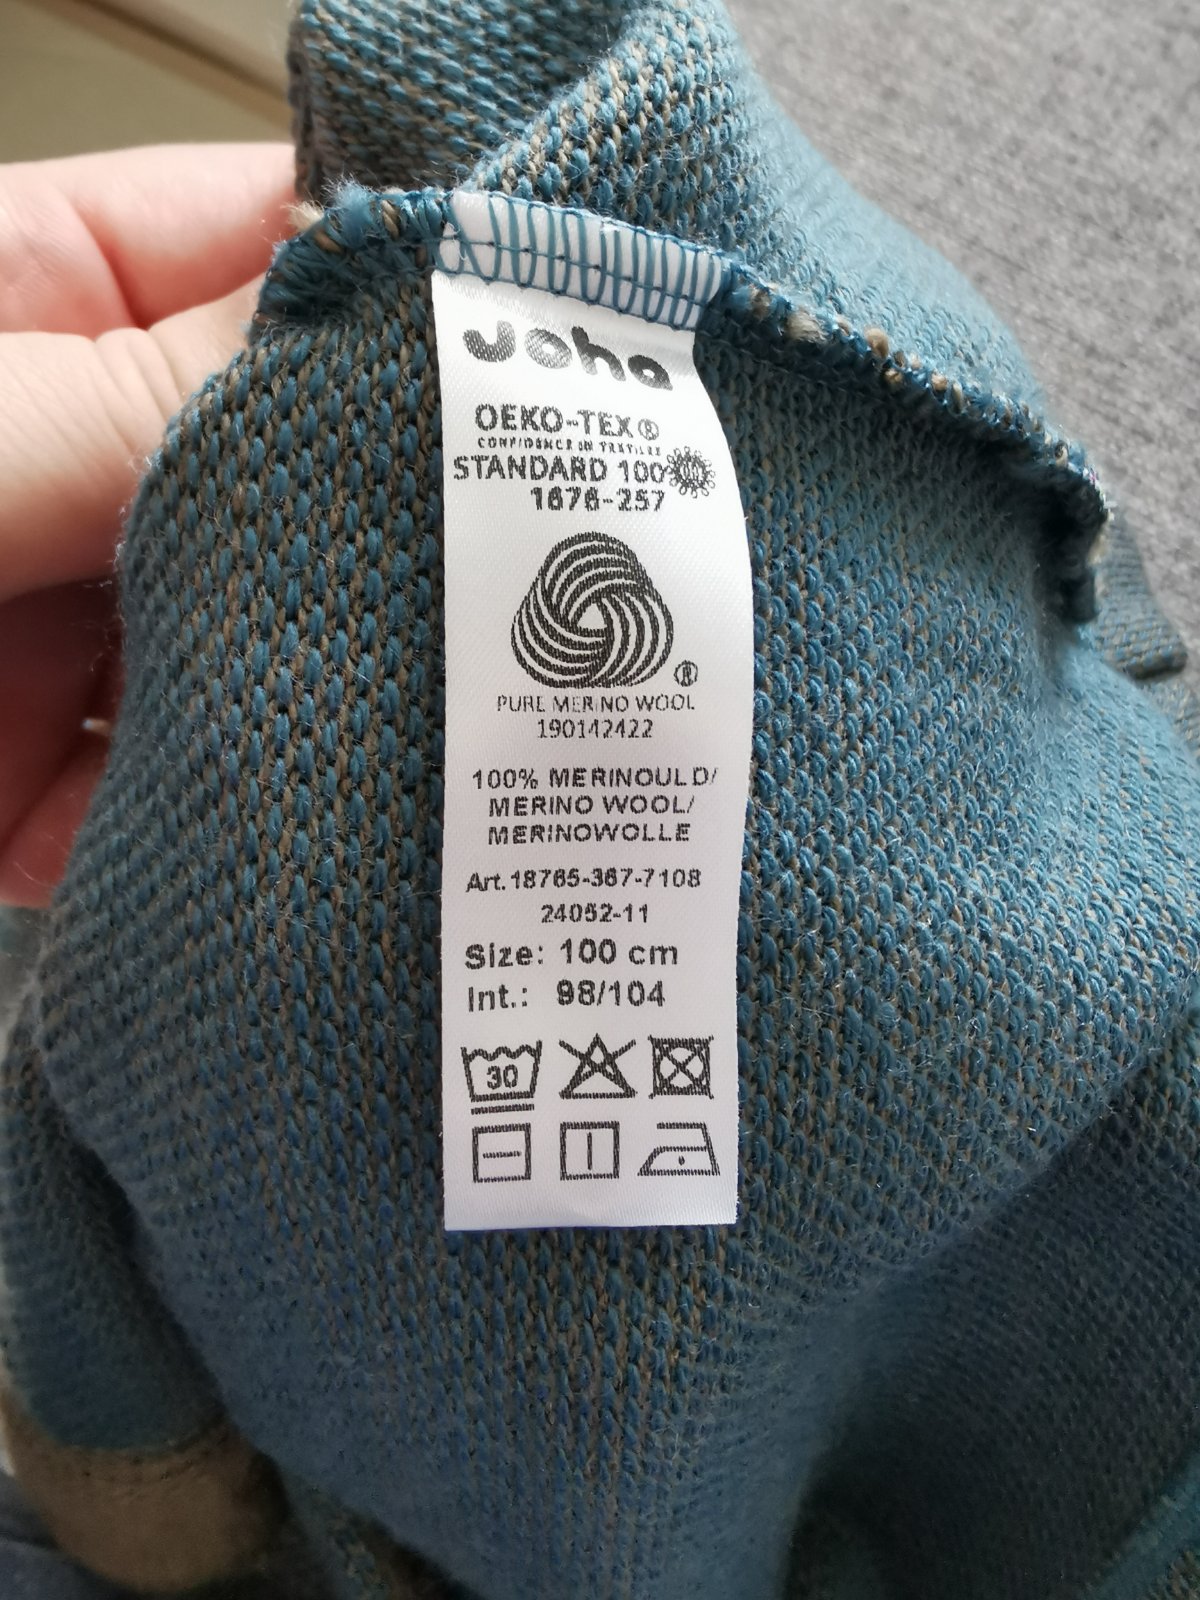 Joha
OEKO-TEX®
CONFIDENCE IN TEXTILES
STANDARD 100
1676-257
®
PURE MERINO WOOL
190142422
100% MERINOULD/
MERINO WOOL/
MERINOWOLLE
Art.18765-367-7108
24052-11
Size: 100 cm
Int.: 98/104
30